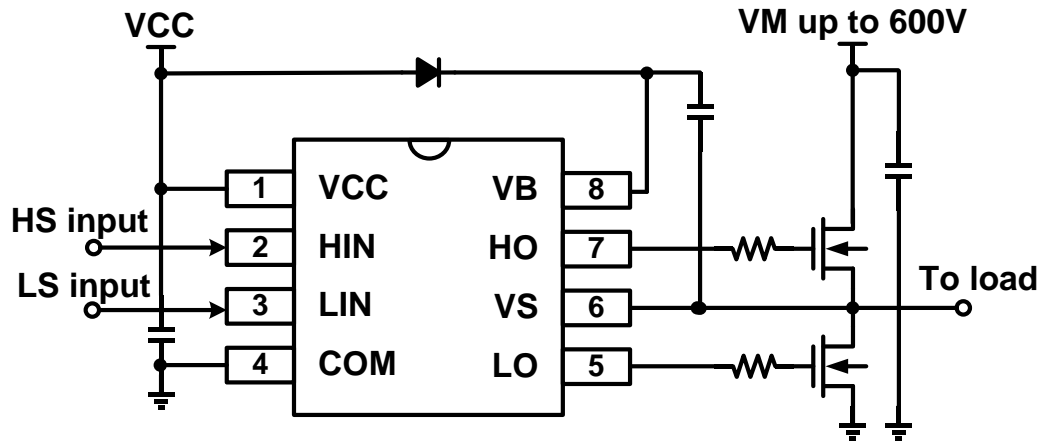 VCC
VM up to 600V
1 VCC VB 8
HS input
2 HIN HO 7
LS input
3 LIN VS 6
To load
4 COM LO 5